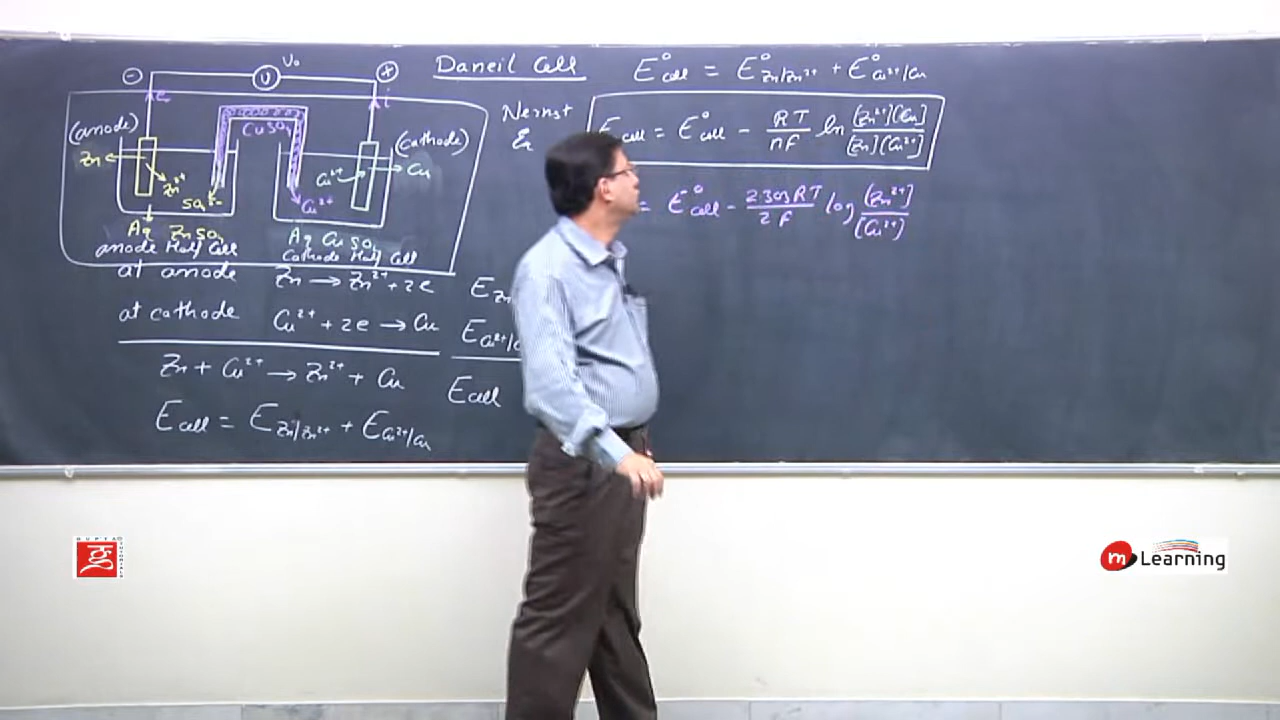 Daneil Cell
E°cell = E°Zn/Zn²⁺ + E°Cu²⁺/Cu
⊖ V V₀ ⊕
e
i
(anode)
CuSO₄
(cathode)
Zn
Zn²⁺
SO₄²⁻
Cu²⁺
Cu²⁺
Cu
Aq ZnSO₄
Aq CuSO₄
anode Half Cell
Cathode Half Cell
Nernst
Ecell = E°cell - RT/nF ln [Zn²⁺][Cu]/[Zn][Cu²⁺]
= E°cell - 2.303RT/2F log [Zn²⁺]/[Cu²⁺]
at anode Zn → Zn²⁺ + 2e
at cathode Cu²⁺ + 2e → Cu
Zn + Cu²⁺ → Zn²⁺ + Cu
Ecell
Ecell = EZn/Zn²⁺ + ECu²⁺/Cu
GUPTA TUTORIALS
m Learning